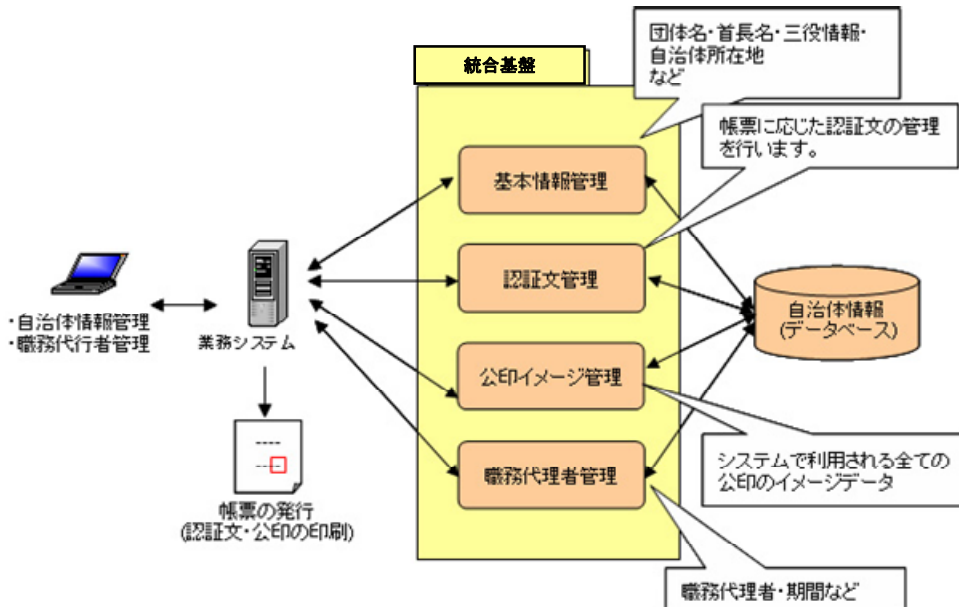 団体名・首長名・三役情報・
自治体所在地
など
統合基盤
帳票に応じた認証文の管理
を行います。
基本情報管理
認証文管理
・自治体情報管理
・職務代行者管理
業務システム
自治体情報
(データベース)
公印イメージ管理
システムで利用される全ての
公印のイメージデータ
職務代理者管理
帳票の発行
(認証文・公印の印刷)
職務代理者・期間など